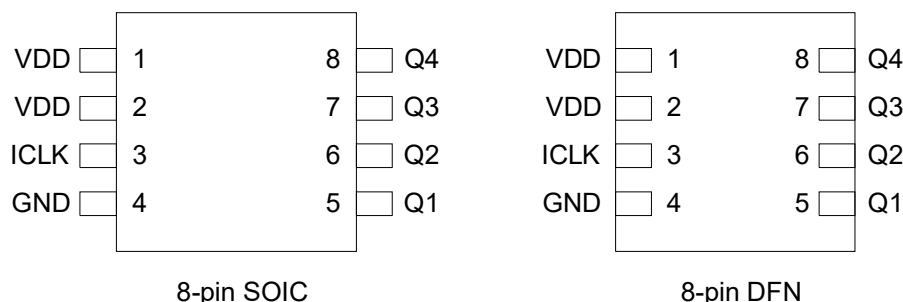 VDD 1 8 Q4
VDD 2 7 Q3
ICLK 3 6 Q2
GND 4 5 Q1
8-pin SOIC
VDD 1 8 Q4
VDD 2 7 Q3
ICLK 3 6 Q2
GND 4 5 Q1
8-pin DFN